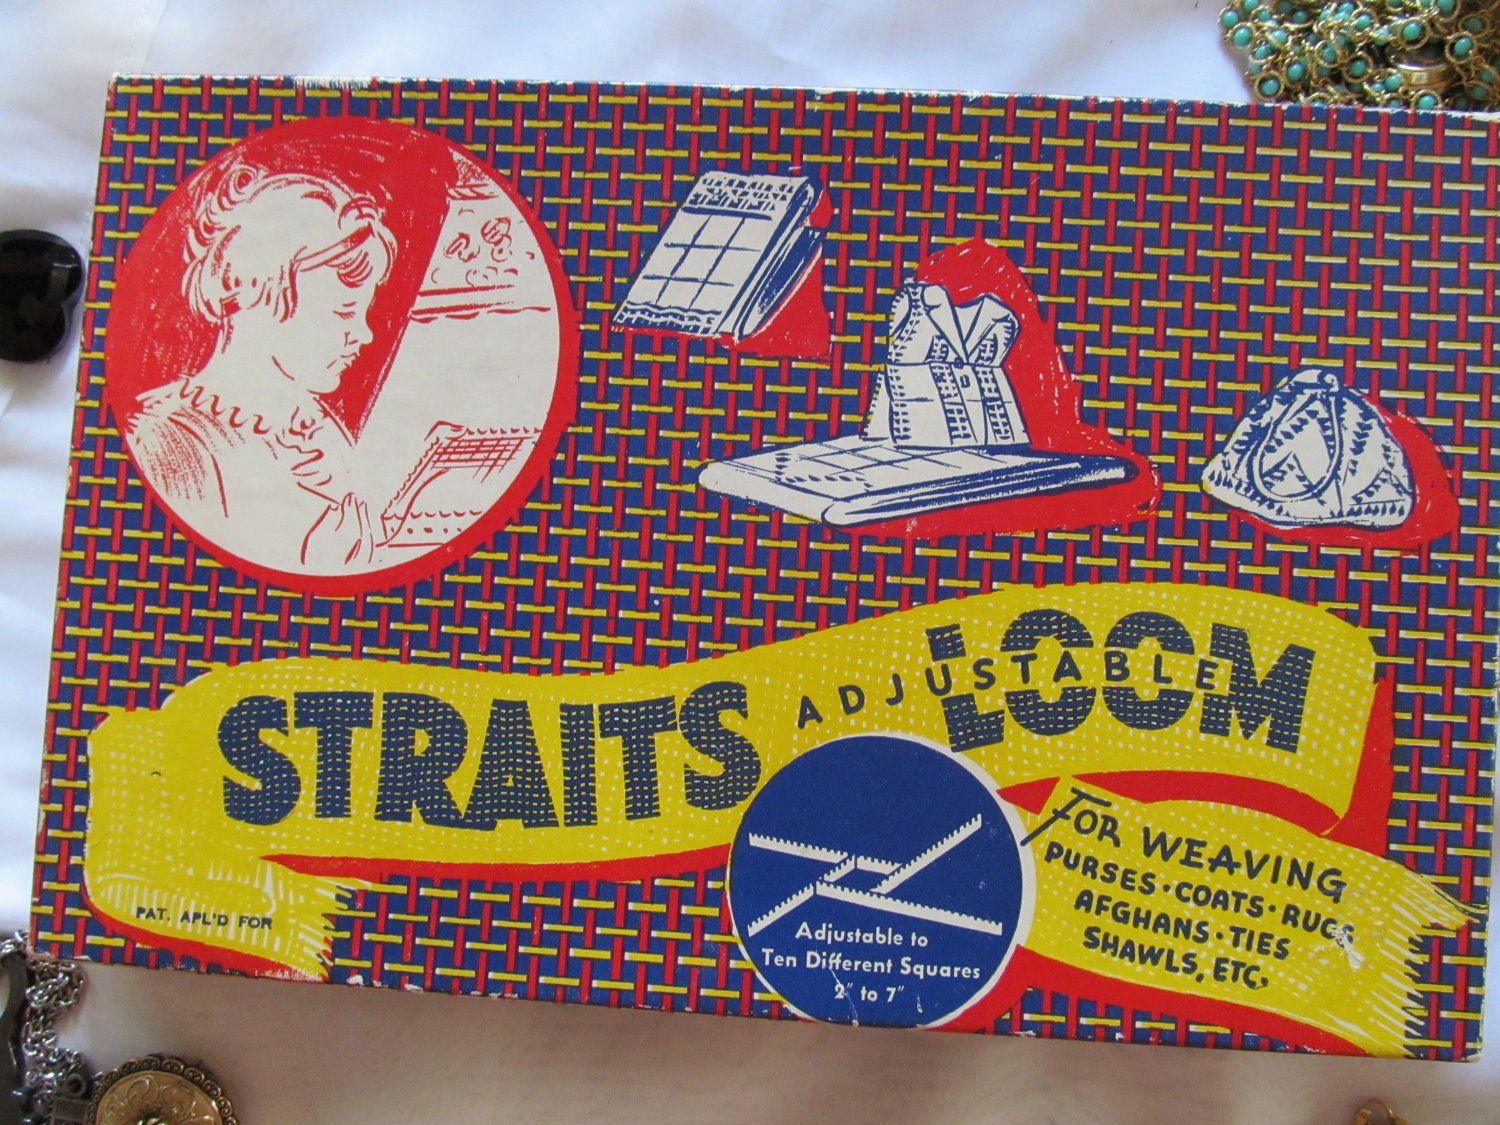 STRAITS ADJUSTABLE LOOM
FOR WEAVING
PURSES · COATS · RUGS
AFGHANS · TIES
SHAWLS, ETC,
PAT. APL'D FOR
Adjustable to
Ten Different Squares
2" to 7"